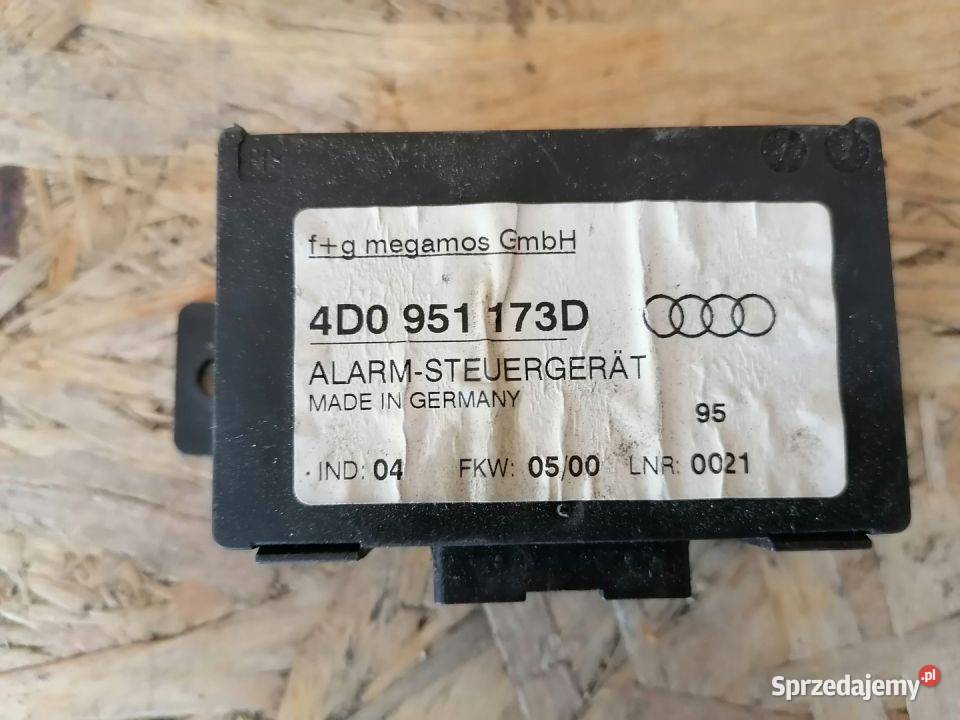 f+g megamos GmbH
4D0 951 173D
ALARM-STEUERGERÄT
MADE IN GERMANY
95
IND: 04 FKW: 05/00 LNR: 0021
Sprzedajemy.pl